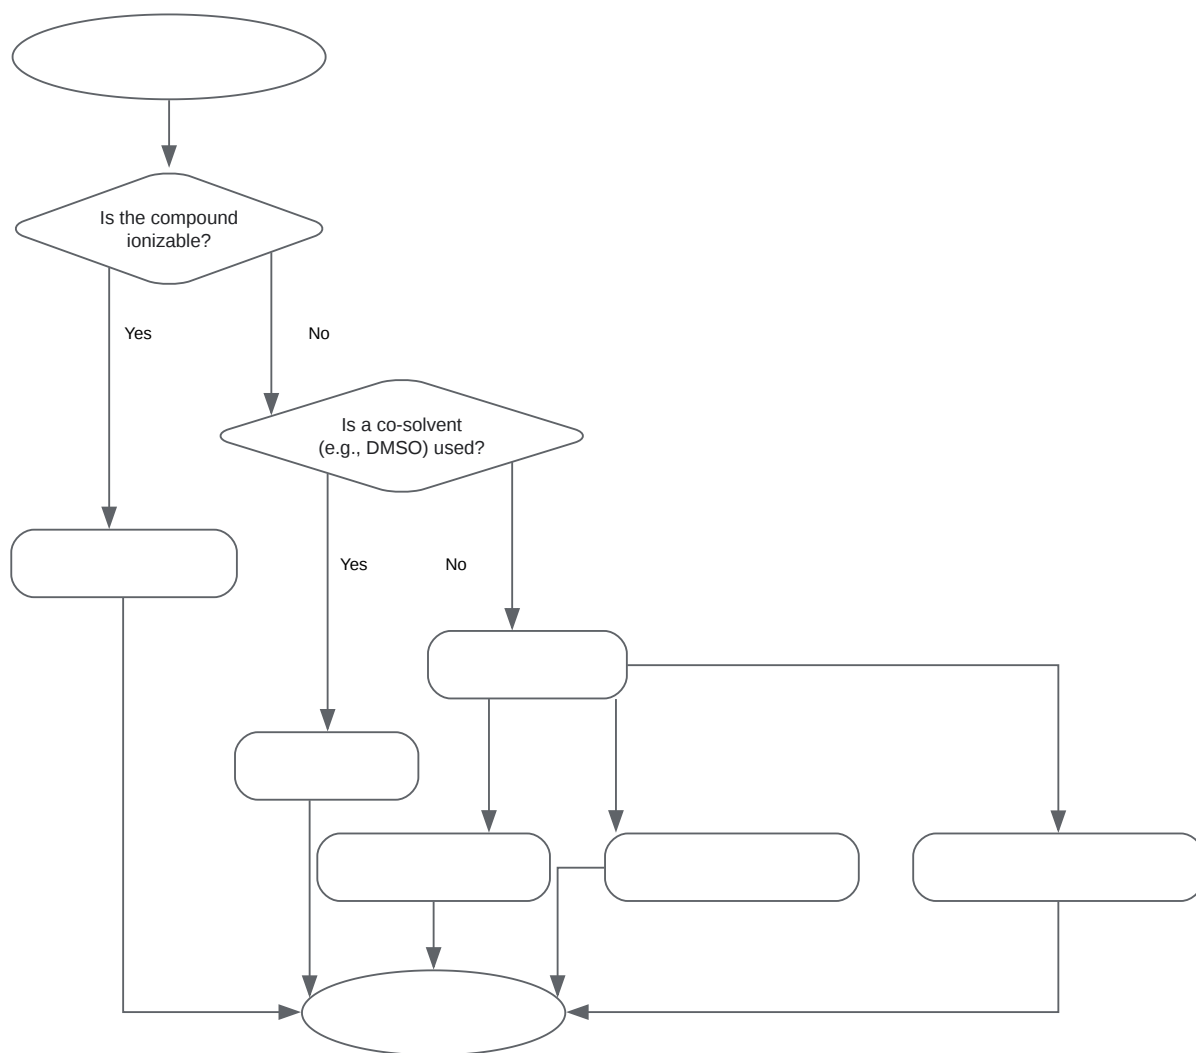 Is the compound
ionizable?
Yes
No
Is a co-solvent
(e.g., DMSO) used?
Yes
No